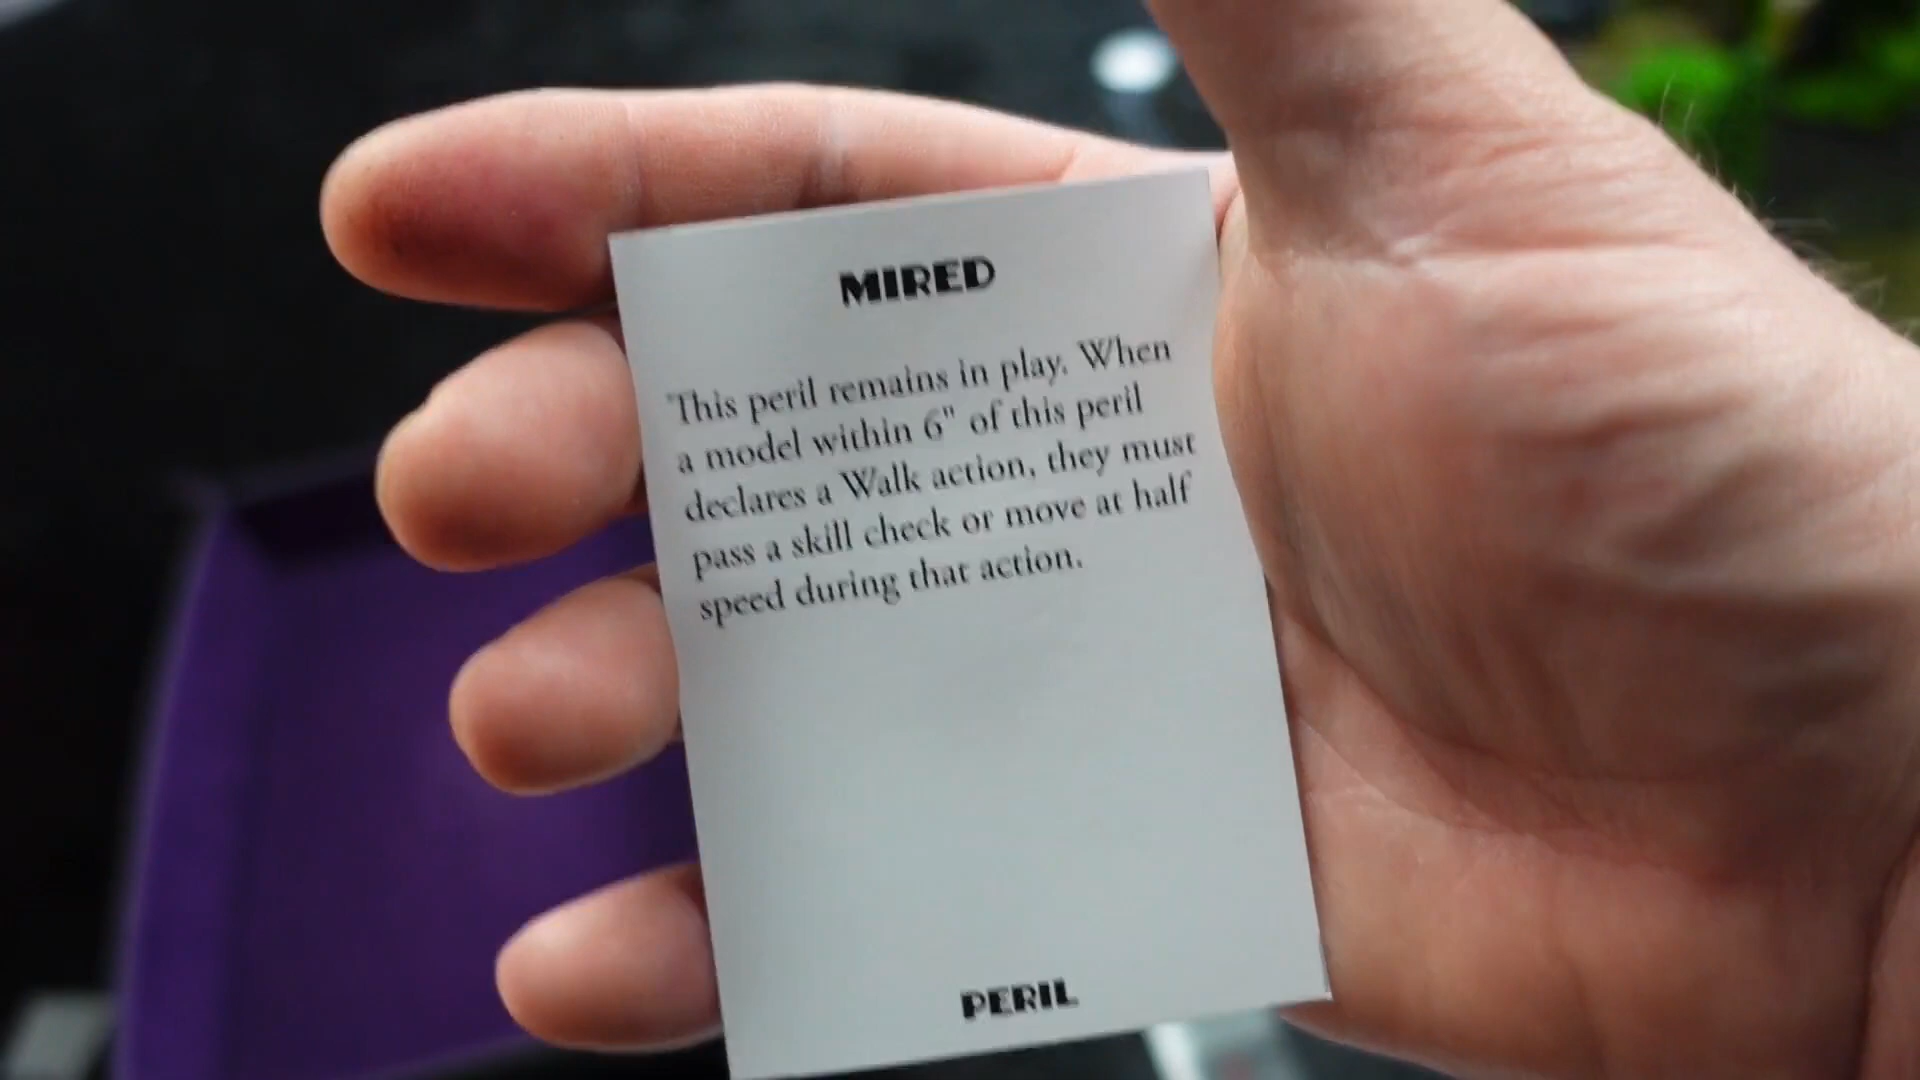 MIRED
This peril remains in play. When
a model within 6" of this peril
declares a Walk action, they must
pass a skill check or move at half
speed during that action.
PERIL